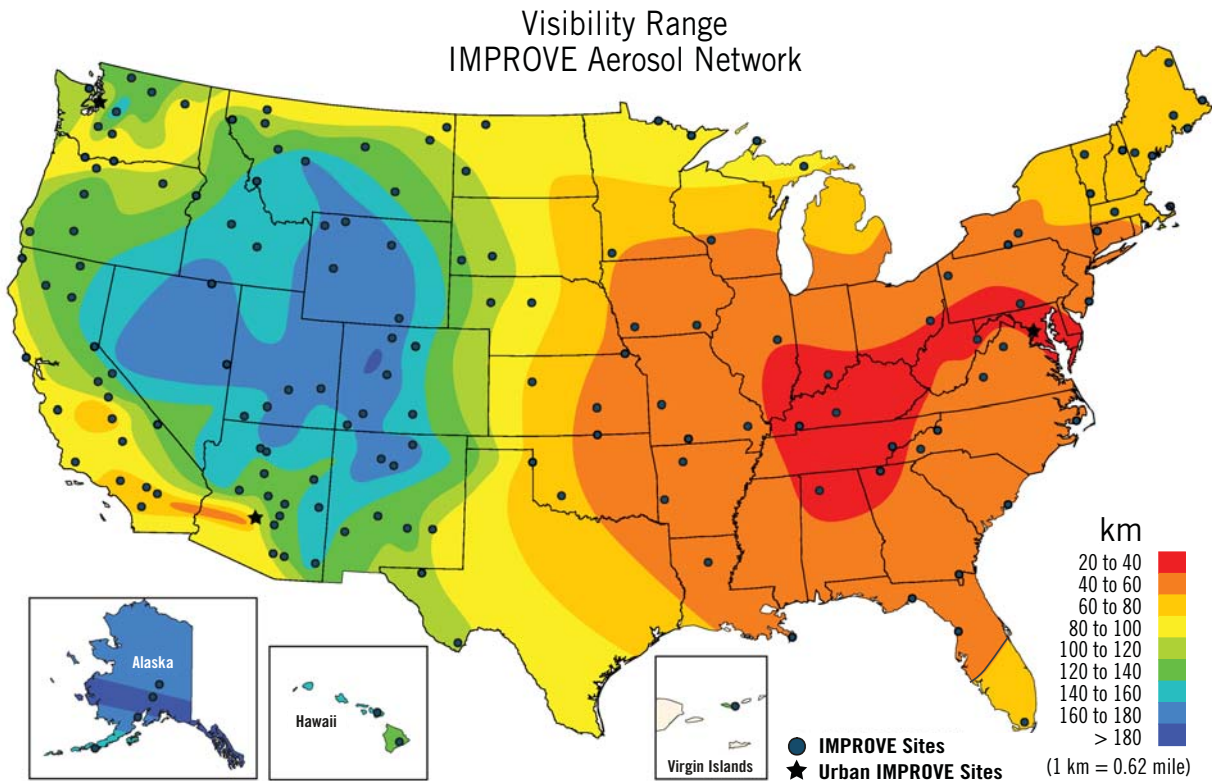 Visibility Range
IMPROVE Aerosol Network
Alaska
Hawaii
Virgin Islands
IMPROVE Sites
Urban IMPROVE Sites
km
20 to 40
40 to 60
60 to 80
80 to 100
100 to 120
120 to 140
140 to 160
160 to 180
> 180
(1 km = 0.62 mile)